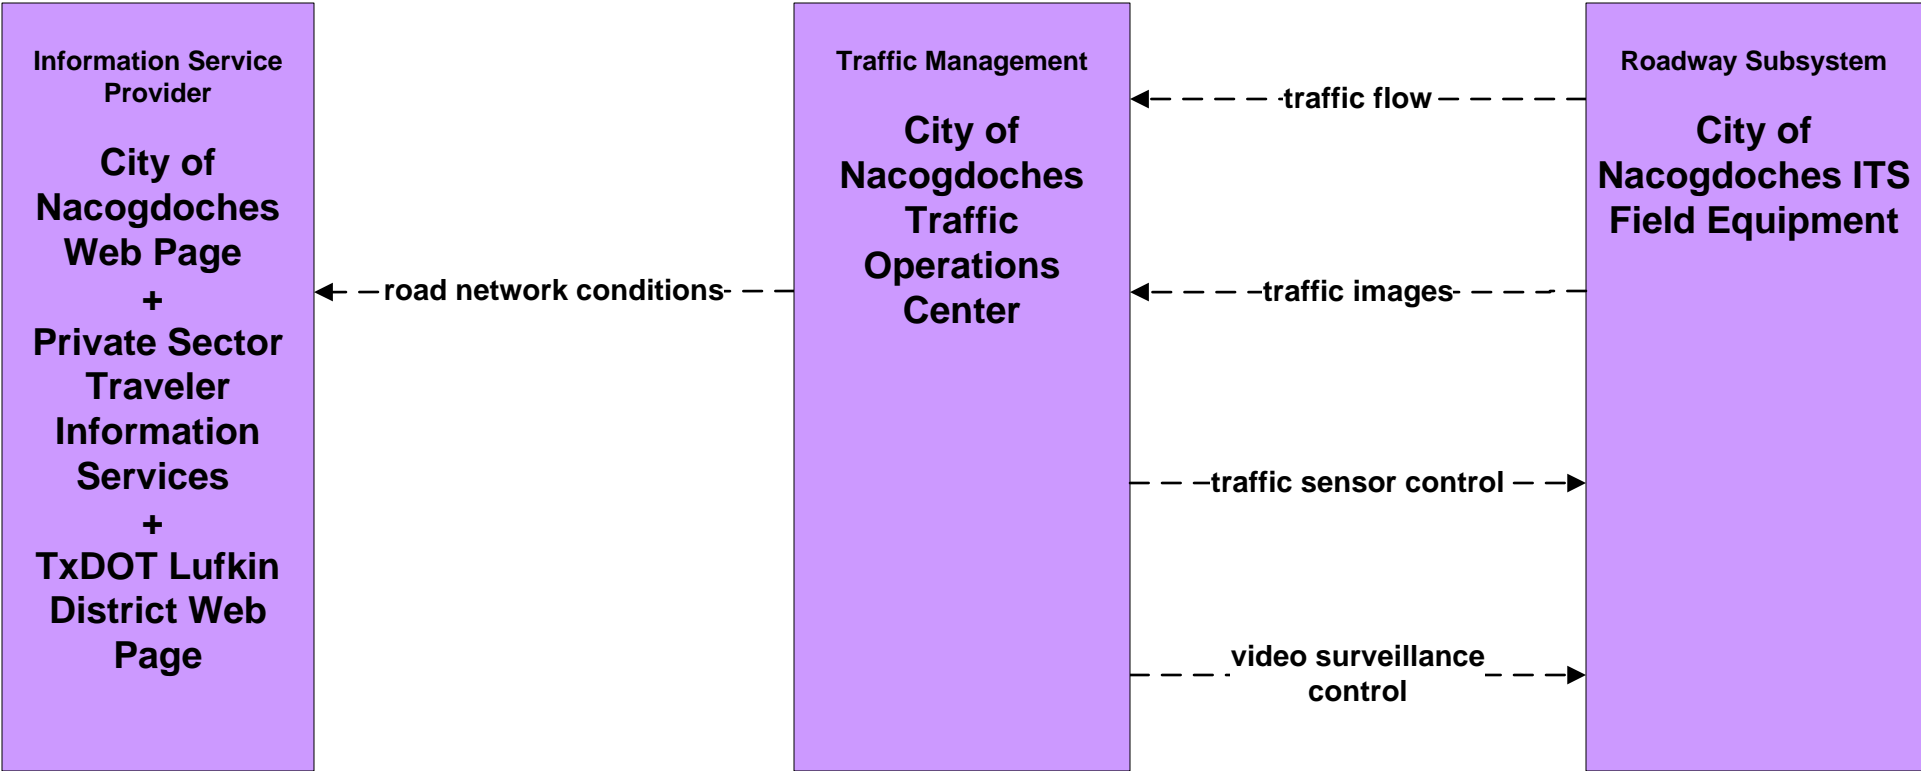 Information Service
Provider
City of
Nacogdoches
Web Page
+
Private Sector
Traveler
Information
Services
+
TxDOT Lufkin
District Web
Page
road network conditions
Traffic Management
City of
Nacogdoches
Traffic
Operations
Center
traffic flow
traffic images
traffic sensor control
video surveillance
control
Roadway Subsystem
City of
Nacogdoches ITS
Field Equipment